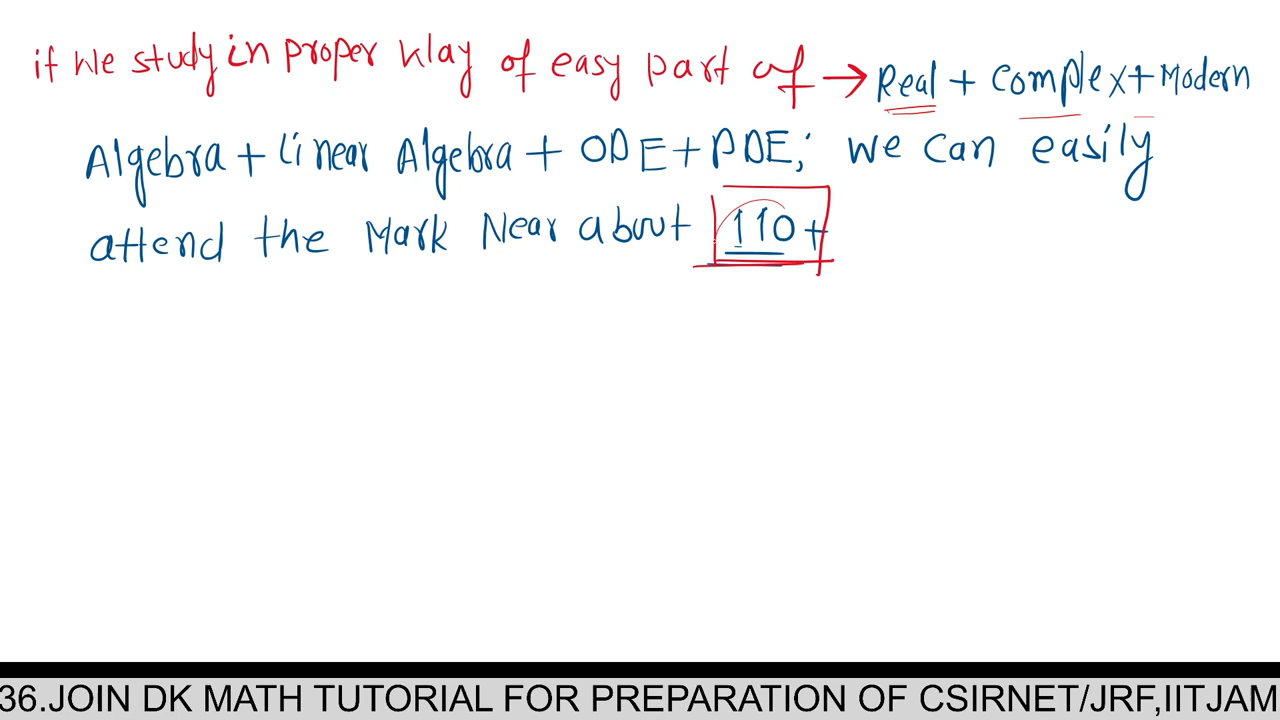 if we study in proper way of easy part of → Real + Complex + Modern
Algebra + Linear Algebra + ODE + PDE; we can easily
attend the Mark Near about 110+
36.JOIN DK MATH TUTORIAL FOR PREPARATION OF CSIRNET/JRF,IITJAM